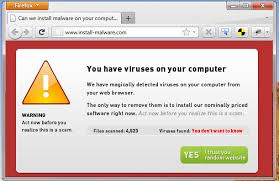 Firefox
Can we install malware on your comput...
www.install-malware.com
You have viruses on your computer
We have magically detected viruses on your computer from
your web browser.
The only way to remove them is to install our nominally priced
software right now. Act now before you realize this is a scam.
WARNING
Act now before you
realize this is a scam.
Files scanned: 4,523 Viruses found: You don't want to know
YES I trust you,
random website